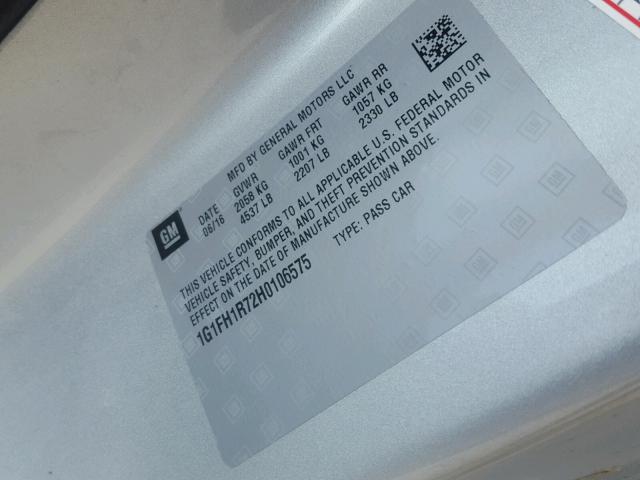 GM
MFD BY GENERAL MOTORS LLC
DATE GVWR GAWR FRT GAWR RR
08/16 2058 KG 1001 KG 1057 KG
4537 LB 2207 LB 2330 LB
THIS VEHICLE CONFORMS TO ALL APPLICABLE U.S. FEDERAL MOTOR
VEHICLE SAFETY, BUMPER, AND THEFT PREVENTION STANDARDS IN
EFFECT ON THE DATE OF MANUFACTURE SHOWN ABOVE.
1G1FH1R72H0106575 TYPE: PASS CAR